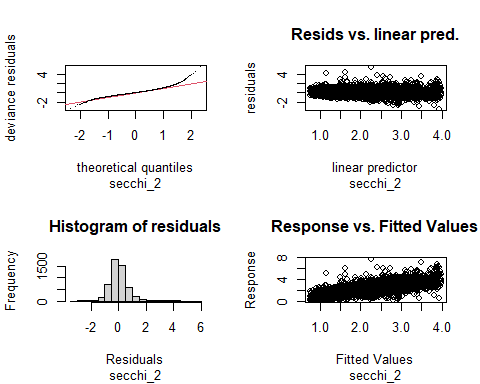 deviance residuals
4
-2
-2 -1 0 1 2
theoretical quantiles
secchi_2
Resids vs. linear pred.
residuals
4
-2
1.0 2.0 3.0 4.0
linear predictor
secchi_2
Histogram of residuals
Frequency
1500
0
-2 0 2 4 6
Residuals
secchi_2
Response vs. Fitted Values
Response
8
4
0
1.0 2.0 3.0 4.0
Fitted Values
secchi_2